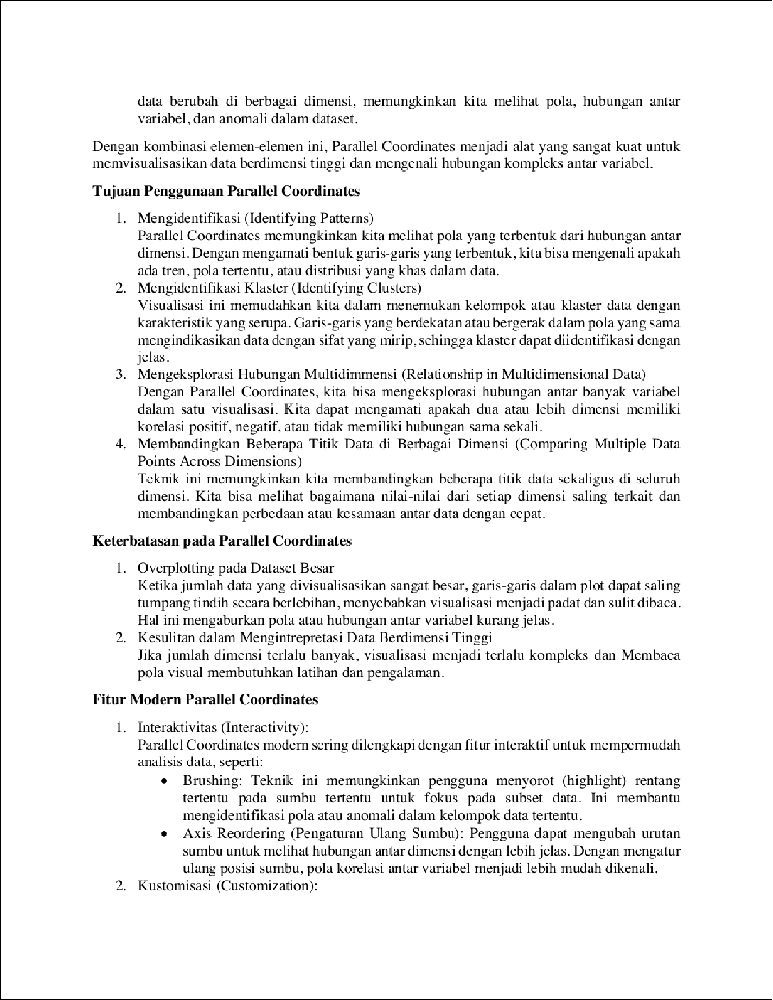 data berubah di berbagai dimensi, memungkinkan kita melihat pola, hubungan antar
variabel, dan anomali dalam dataset.
Dengan kombinasi elemen-elemen ini, Parallel Coordinates menjadi alat yang sangat kuat untuk
memvisualisasikan data berdimensi tinggi dan mengenali hubungan kompleks antar variabel.
Tujuan Penggunaan Parallel Coordinates
1. Mengidentifikasi (Identifying Patterns)
Parallel Coordinates memungkinkan kita melihat pola yang terbentuk dari hubungan antar
dimensi. Dengan mengamati bentuk garis-garis yang terbentuk, kita bisa mengenali apakah
ada tren, pola tertentu, atau distribusi yang khas dalam data.
2. Mengidentifikasi Klaster (Identifying Clusters)
Visualisasi ini memudahkan kita dalam menemukan kelompok atau klaster data dengan
karakteristik yang serupa. Garis-garis yang berdekatan atau bergerak dalam pola yang sama
mengindikasikan data dengan sifat yang mirip, sehingga klaster dapat diidentifikasi dengan
jelas.
3. Mengeksplorasi Hubungan Multidimmensi (Relationship in Multidimensional Data)
Dengan Parallel Coordinates, kita bisa mengeksplorasi hubungan antar banyak variabel
dalam satu visualisasi. Kita dapat mengamati apakah dua atau lebih dimensi memiliki
korelasi positif, negatif, atau tidak memiliki hubungan sama sekali.
4. Membandingkan Beberapa Titik Data di Berbagai Dimensi (Comparing Multiple Data
Points Across Dimensions)
Teknik ini memungkinkan kita membandingkan beberapa titik data sekaligus di seluruh
dimensi. Kita bisa melihat bagaimana nilai-nilai dari setiap dimensi saling terkait dan
membandingkan perbedaan atau kesamaan antar data dengan cepat.
Keterbatasan pada Parallel Coordinates
1. Overplotting pada Dataset Besar
Ketika jumlah data yang divisualisasikan sangat besar, garis-garis dalam plot dapat saling
tumpang tindih secara berlebihan, menyebabkan visualisasi menjadi padat dan sulit dibaca.
Hal ini mengaburkan pola atau hubungan antar variabel kurang jelas.
2. Kesulitan dalam Mengintrepretasi Data Berdimensi Tinggi
Jika jumlah dimensi terlalu banyak, visualisasi menjadi terlalu kompleks dan Membaca
pola visual membutuhkan latihan dan pengalaman.
Fitur Modern Parallel Coordinates
1. Interaktivitas (Interactivity):
Parallel Coordinates modern sering dilengkapi dengan fitur interaktif untuk mempermudah
analisis data, seperti:
• Brushing: Teknik ini memungkinkan pengguna menyorot (highlight) rentang
tertentu pada sumbu tertentu untuk fokus pada subset data. Ini membantu
mengidentifikasi pola atau anomali dalam kelompok data tertentu.
• Axis Reordering (Pengaturan Ulang Sumbu): Pengguna dapat mengubah urutan
sumbu untuk melihat hubungan antar dimensi dengan lebih jelas. Dengan mengatur
ulang posisi sumbu, pola korelasi antar variabel menjadi lebih mudah dikenali.
2. Kustomisasi (Customization):